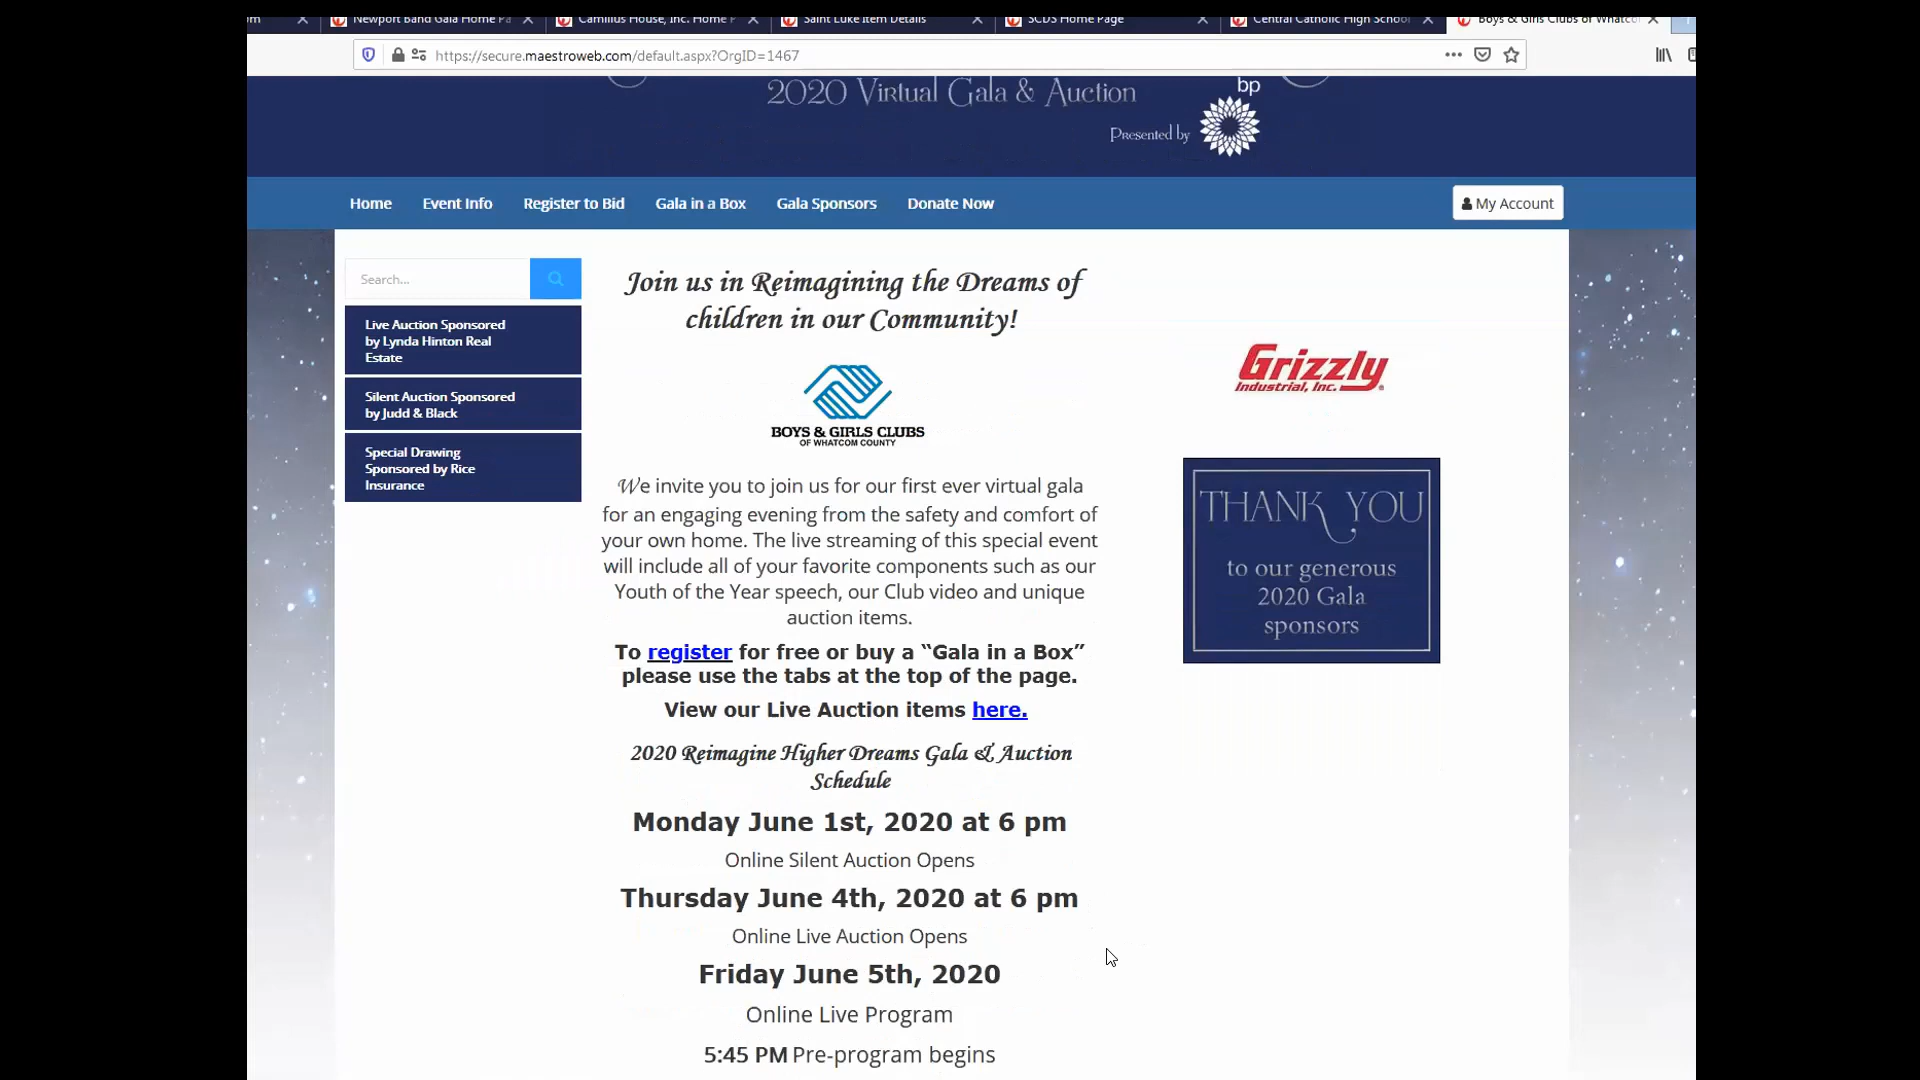 Newport Band Gala Home Pa
Camillus House, Inc. Home P
Saint Luke Item Details
SCDS Home Page
Central Catholic High School
Boys & Girls Clubs of Whatco
https://secure.maestroweb.com/default.aspx?OrgID=1467
2020 Virtual Gala & Auction
bp
Presented by
Home
Event Info
Register to Bid
Gala in a Box
Gala Sponsors
Donate Now
My Account
Search...
Live Auction Sponsored
by Lynda Hinton Real
Estate
Silent Auction Sponsored
by Judd & Black
Special Drawing
Sponsored by Rice
Insurance
Join us in Reimagining the Dreams of
children in our Community!
BOYS & GIRLS CLUBS
OF WHATCOM COUNTY
We invite you to join us for our first ever virtual gala
for an engaging evening from the safety and comfort of
your own home. The live streaming of this special event
will include all of your favorite components such as our
Youth of the Year speech, our Club video and unique
auction items.
To register for free or buy a “Gala in a Box”
please use the tabs at the top of the page.
View our Live Auction items here.
2020 Reimagine Higher Dreams Gala & Auction
Schedule
Monday June 1st, 2020 at 6 pm
Online Silent Auction Opens
Thursday June 4th, 2020 at 6 pm
Online Live Auction Opens
Friday June 5th, 2020
Online Live Program
5:45 PM Pre-program begins
Grizzly
Industrial, Inc.®
THANK YOU
to our generous
2020 Gala
sponsors